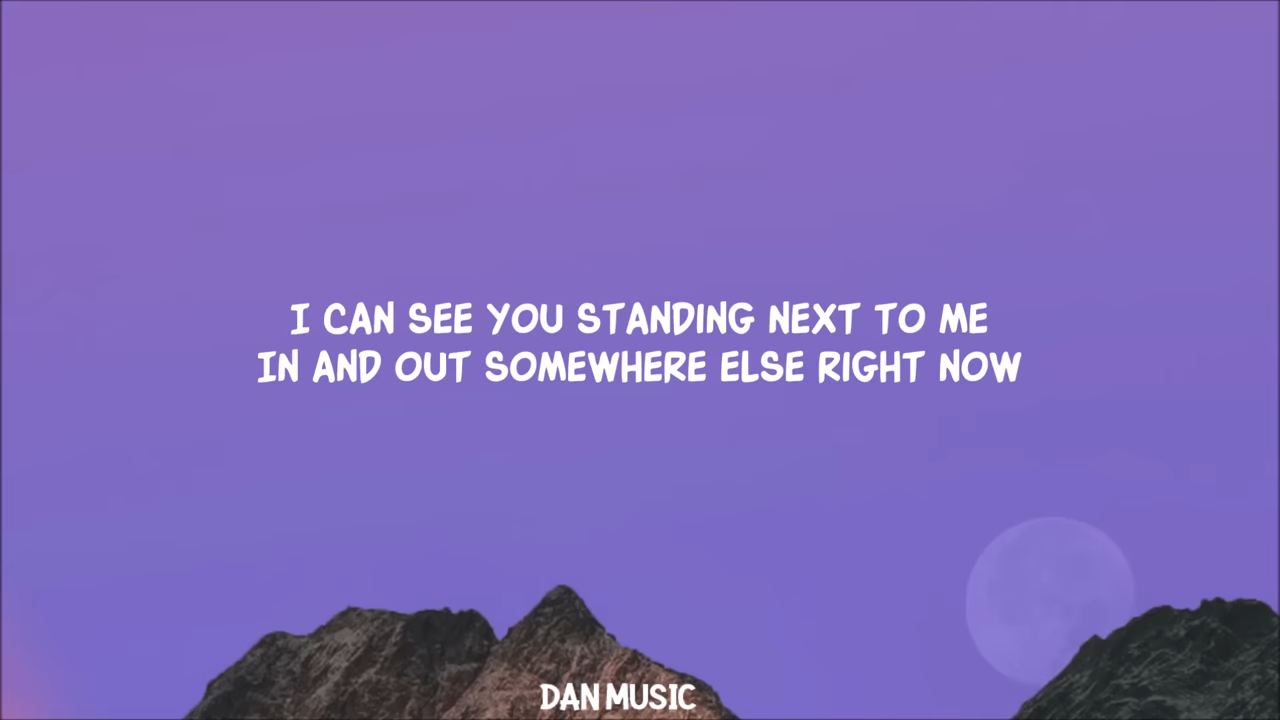 I CAN SEE YOU STANDING NEXT TO ME
IN AND OUT SOMEWHERE ELSE RIGHT NOW
DAN MUSIC